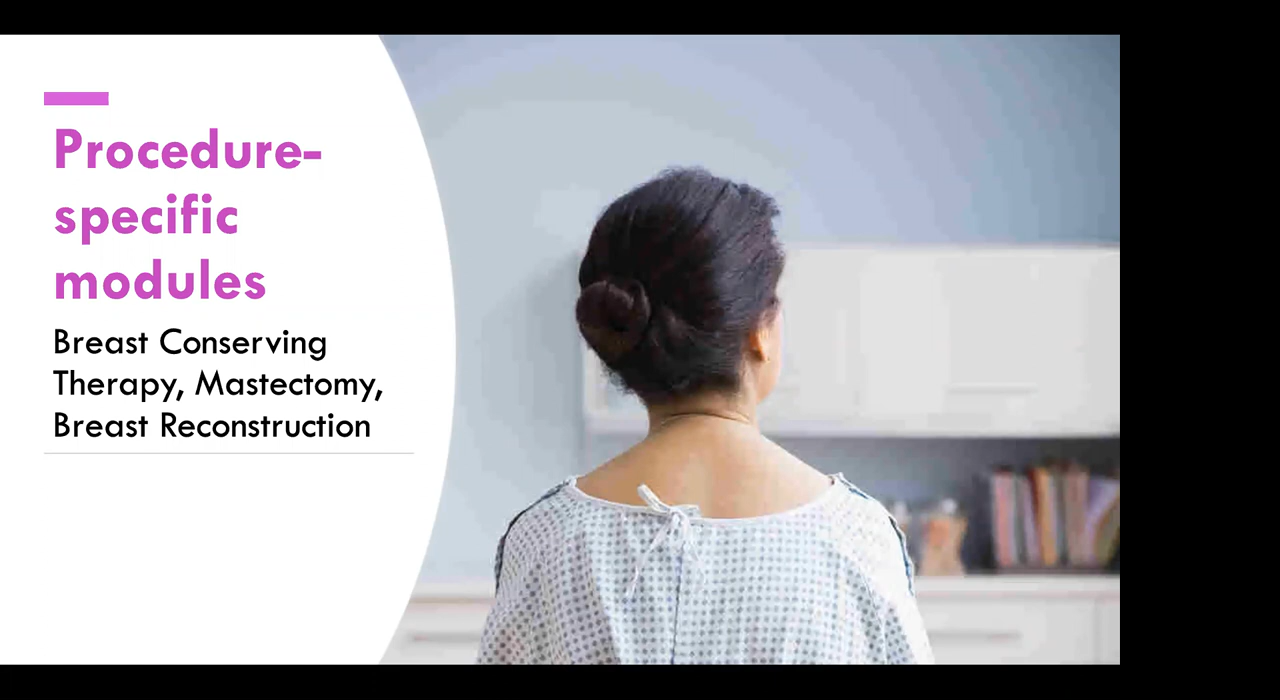 Procedure-
specific
modules
Breast Conserving
Therapy, Mastectomy,
Breast Reconstruction